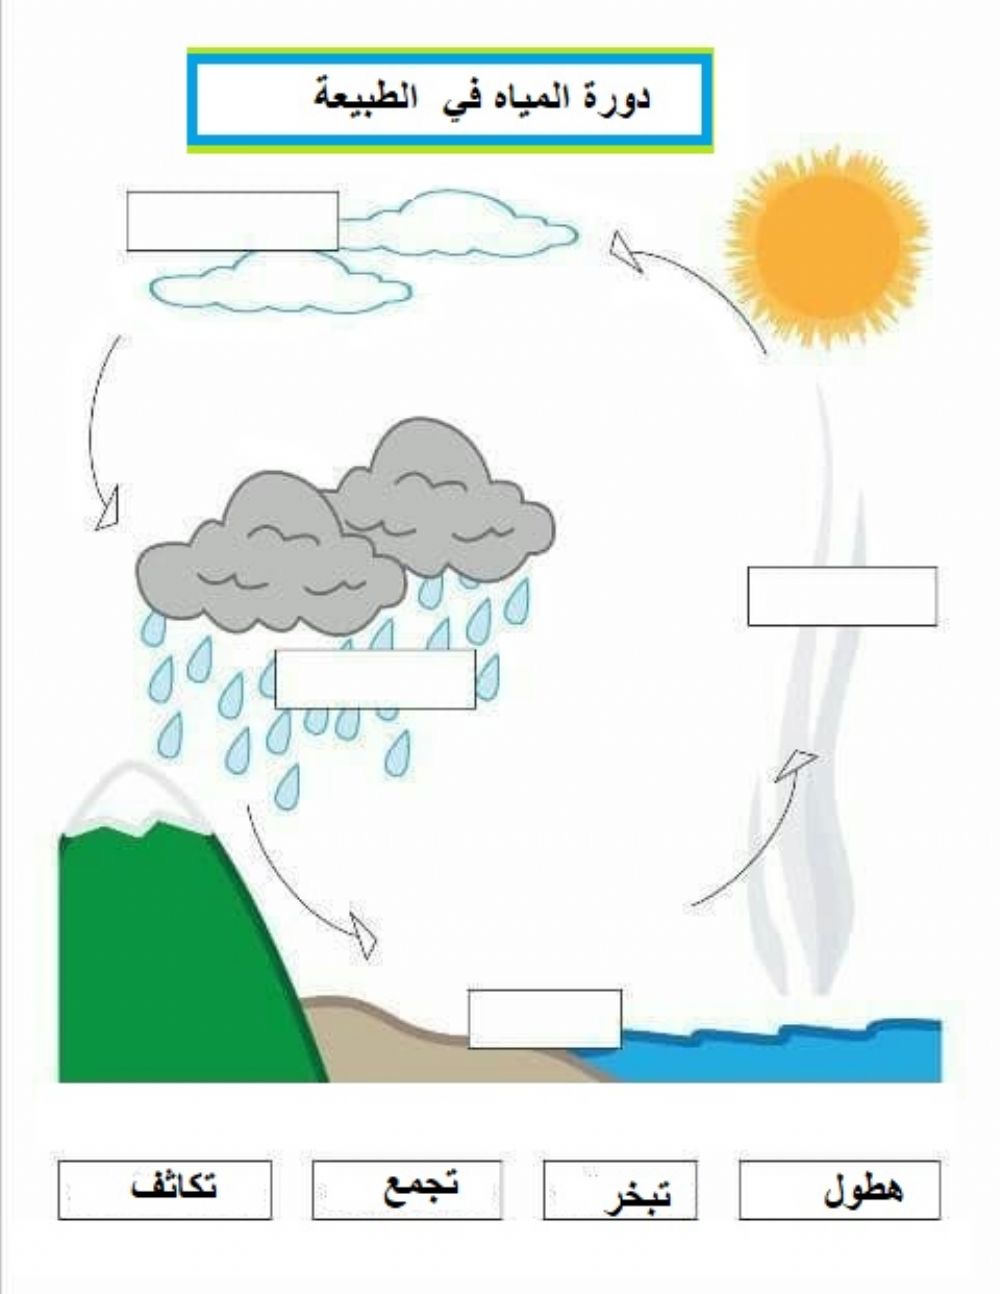 دورة المياه في الطبيعة
هطول
تبخر
تجمع
تكاثف